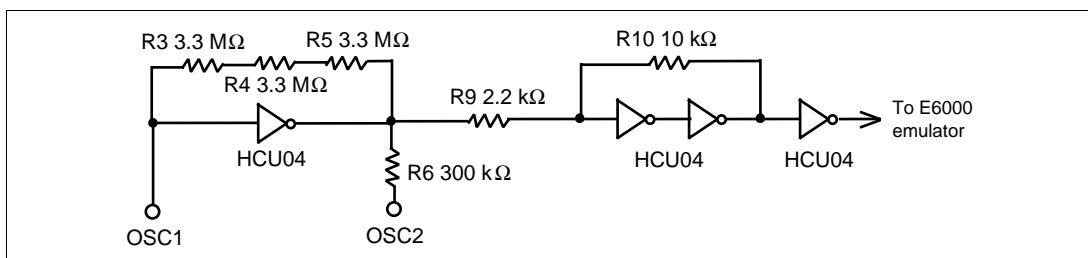 R3 3.3 MΩ
R5 3.3 MΩ
R4 3.3 MΩ
R10 10 kΩ
R9 2.2 kΩ
To E6000
emulator
HCU04
HCU04
HCU04
R6 300 kΩ
OSC1
OSC2